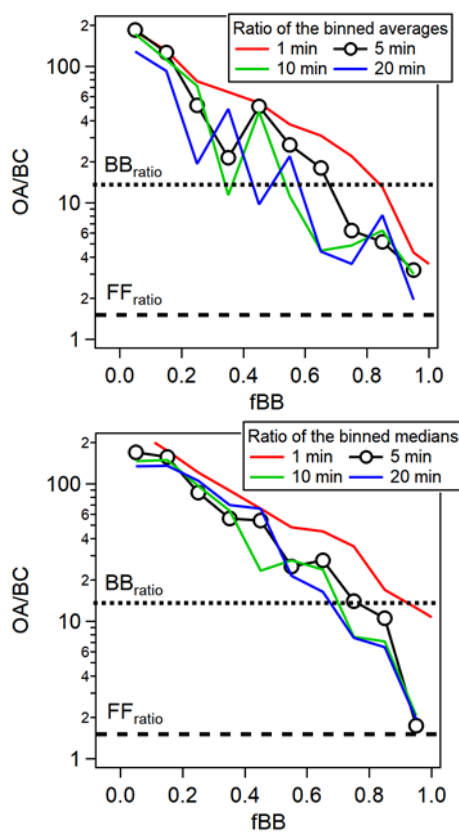 Ratio of the binned averages
1 min 5 min
10 min 20 min
OA/BC
2
100
6
4
2
10
6
4
2
1
BBratio
FFratio
0.0 0.2 0.4 0.6 0.8 1.0
fBB
Ratio of the binned medians
1 min 5 min
10 min 20 min
OA/BC
2
100
6
4
2
10
6
4
2
1
BBratio
FFratio
0.0 0.2 0.4 0.6 0.8 1.0
fBB